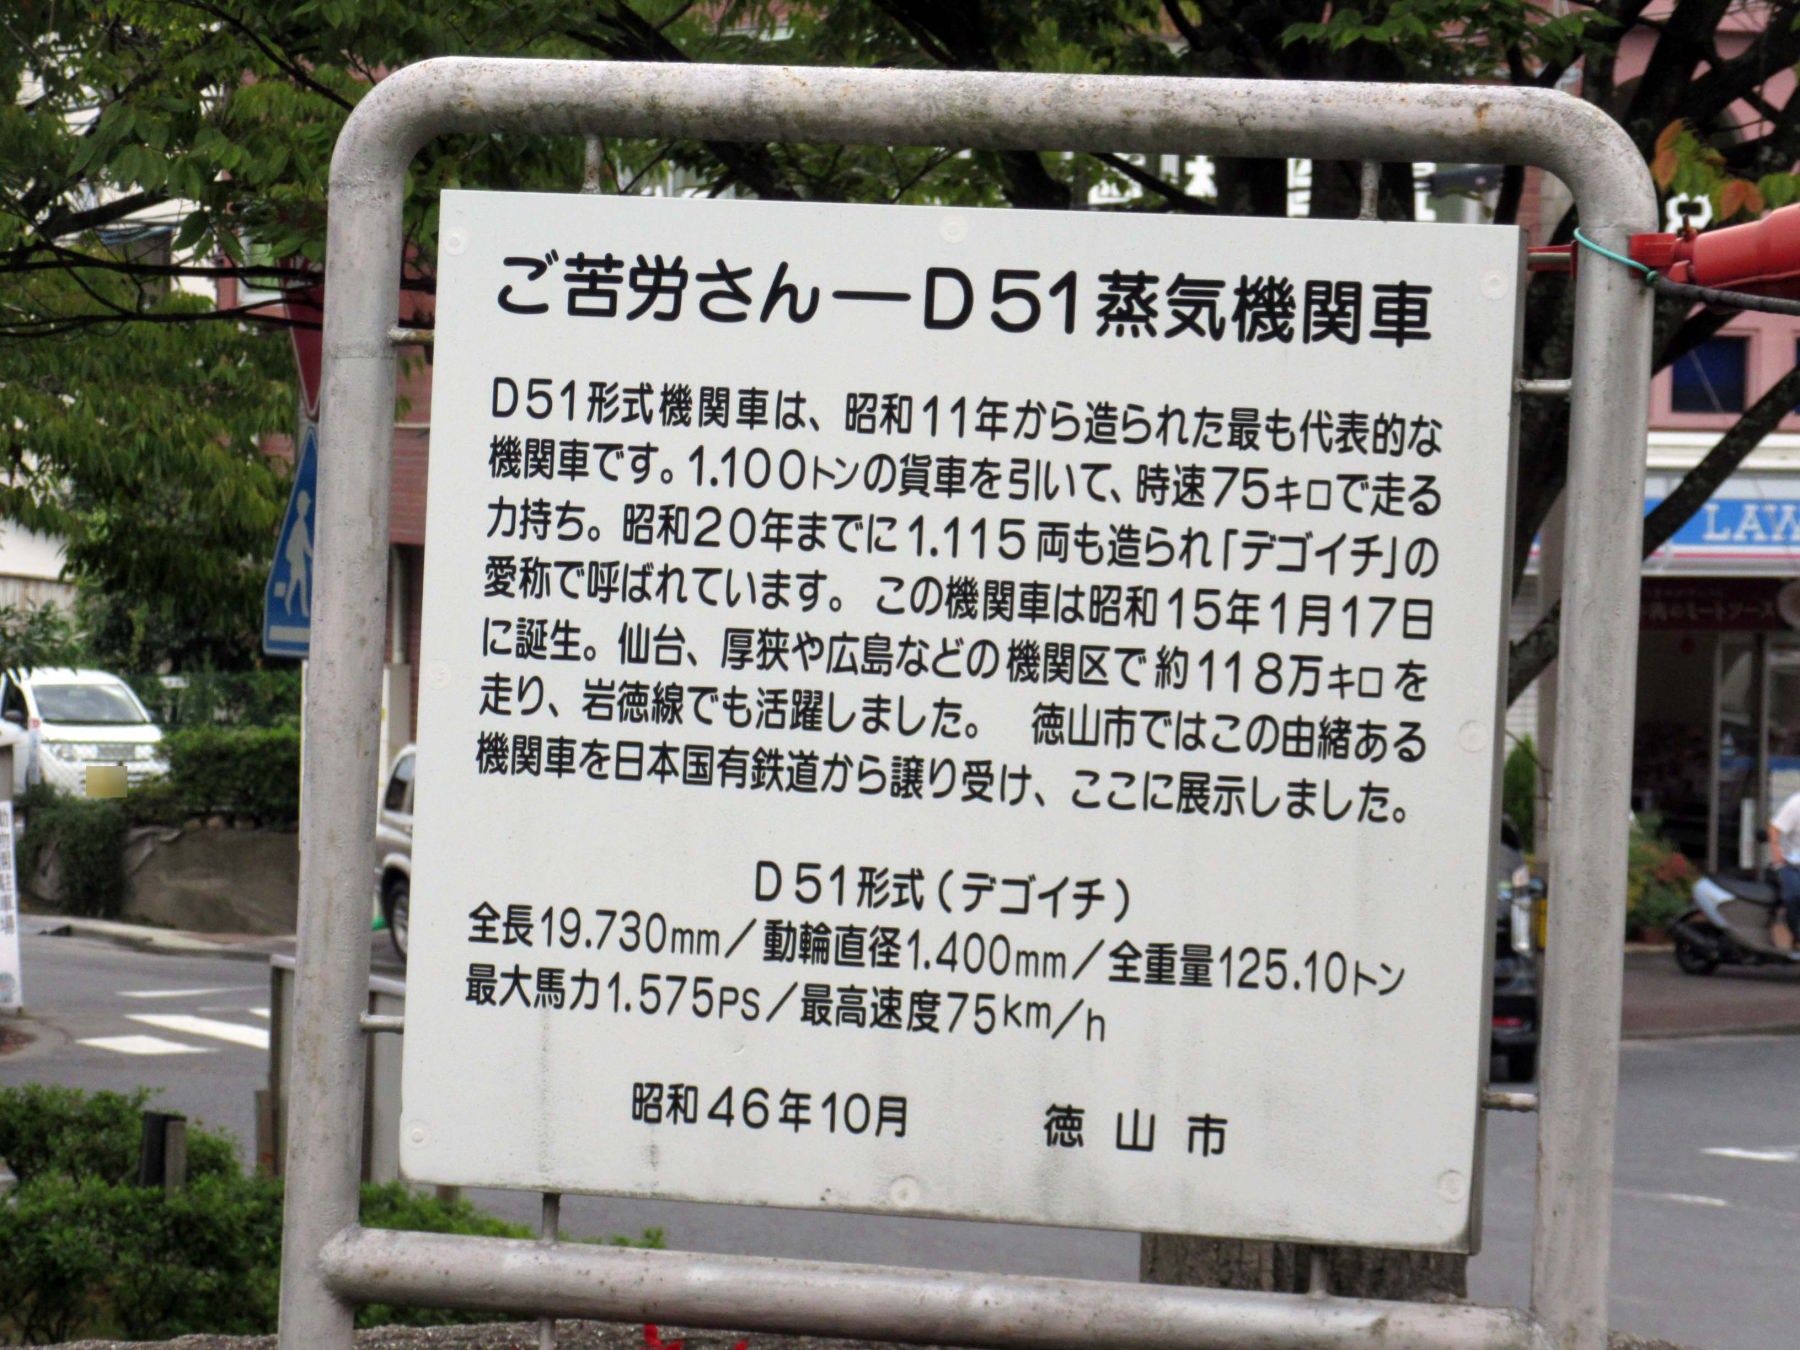 ご苦労さん―D51蒸気機関車
D51形式機関車は、昭和11年から造られた最も代表的な
機関車です。1.100トンの貨車を引いて、時速75キロで走る
力持ち。昭和20年までに1.115両も造られ「デゴイチ」の
愛称で呼ばれています。この機関車は昭和15年1月17日
に誕生。仙台、厚狭や広島などの機関区で約118万キロを
走り、岩徳線でも活躍しました。　徳山市ではこの由緒ある
機関車を日本国有鉄道から譲り受け、ここに展示しました。
D51形式(デゴイチ)
全長19.730mm/動輪直径1.400mm/全重量125.10トン
最大馬力1.575PS/最高速度75km/h
昭和46年10月　徳山市
LAW
動物園駐車場